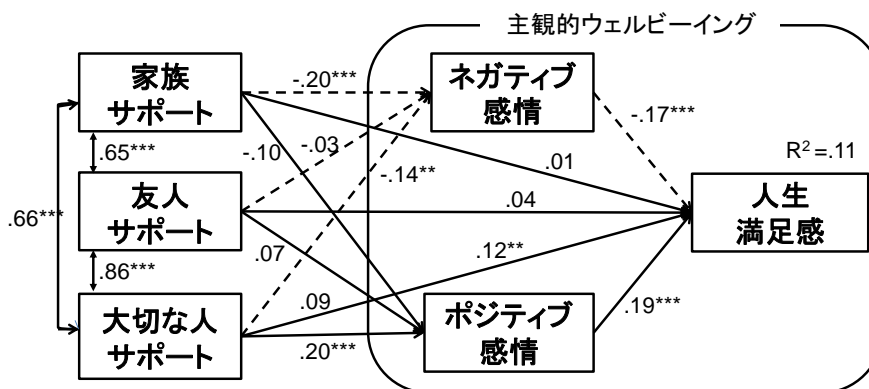 主観的ウェルビーイング
家族
サポート
-.20***
ネガティブ
感情
-.17***
.65***
-.10
-.03
-.14**
.01
R²=.11
友人
サポート
.04
人生
満足感
.66***
.86***
.07
.12**
.09
大切な人
サポート
.20***
ポジティブ
感情
.19***